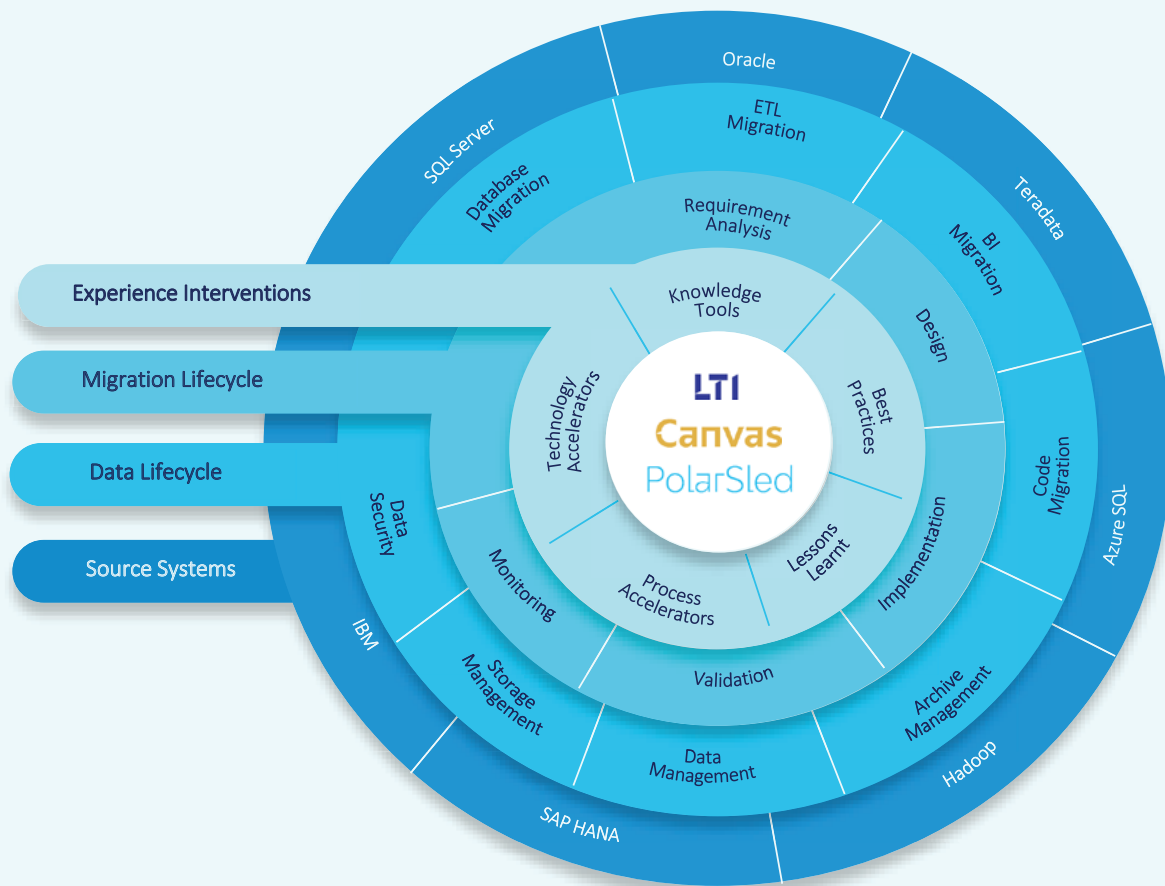 Experience Interventions
Migration Lifecycle
Data Lifecycle
Source Systems
SQL Server
Oracle
Teradata
Azure SQL
Hadoop
SAP HANA
IBM
Database
Migration
ETL
Migration
BI
Migration
Code
Migration
Archive
Management
Data
Management
Storage
Management
Data
Security
Requirement
Analysis
Design
Implementation
Validation
Monitoring
Knowledge
Tools
Best
Practices
Lessons
Learnt
Process
Accelerators
Technology
Accelerators
LTI
Canvas
PolarSled